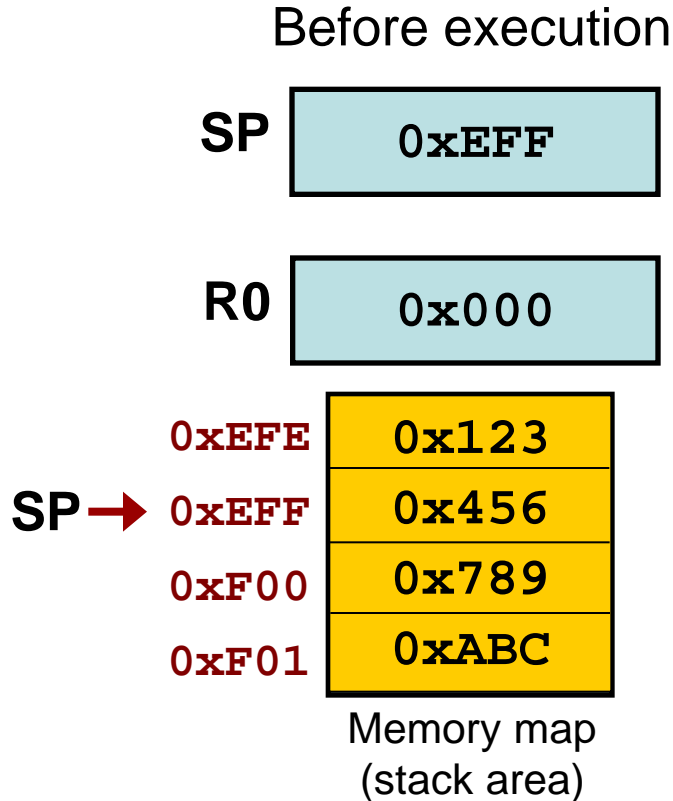 Before execution
SP 0xEFF
R0 0x000
0xEFE 0x123
SP 0xEFF 0x456
0xF00 0x789
0xF01 0xABC
Memory map
(stack area)